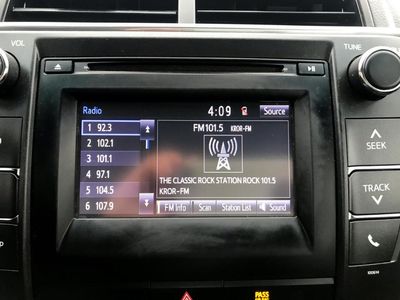 VOL
TUNE
Radio
4:09
Source
1 92.3
2 102.1
3 101.1
4 97.1
5 104.5
6 107.9
FM101.5 KROR-FM
THE CLASSIC ROCK STATION ROCK 101.5
KROR-FM
FM Info
Scan
Station List
Sound
SEEK
TRACK
PASS